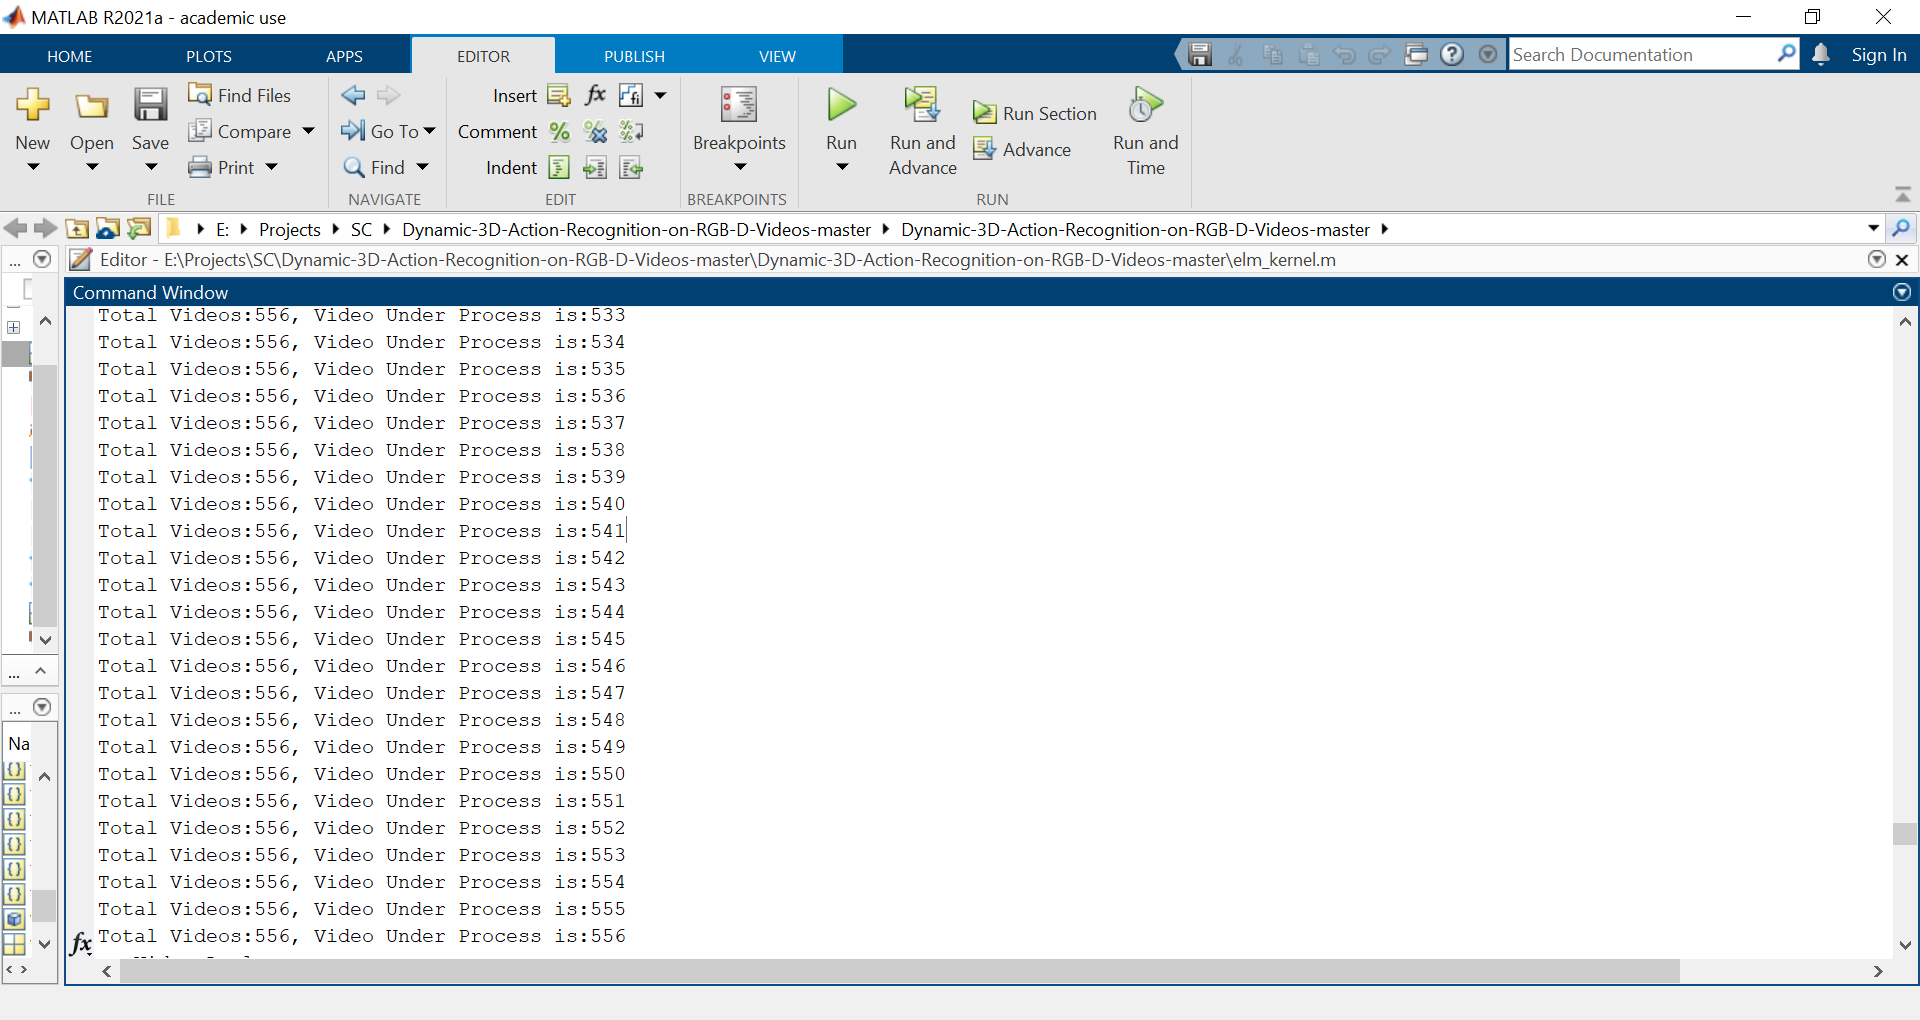 MATLAB R2021a - academic use
HOME PLOTS APPS EDITOR PUBLISH VIEW Search Documentation Sign In
New Open Save Find Files Compare Print
FILE
Go To Find
NAVIGATE
Insert fx fi
Comment % % %
Indent
EDIT
Breakpoints
BREAKPOINTS
Run Run and Advance Run Section Advance Run and Time
RUN
E: Projects SC Dynamic-3D-Action-Recognition-on-RGB-D-Videos-master Dynamic-3D-Action-Recognition-on-RGB-D-Videos-master
... Editor - E:\Projects\SC\Dynamic-3D-Action-Recognition-on-RGB-D-Videos-master\Dynamic-3D-Action-Recognition-on-RGB-D-Videos-master\elm_kernel.m
Command Window
Total Videos:556, Video Under Process is:533
Total Videos:556, Video Under Process is:534
Total Videos:556, Video Under Process is:535
Total Videos:556, Video Under Process is:536
Total Videos:556, Video Under Process is:537
Total Videos:556, Video Under Process is:538
Total Videos:556, Video Under Process is:539
Total Videos:556, Video Under Process is:540
Total Videos:556, Video Under Process is:541
Total Videos:556, Video Under Process is:542
Total Videos:556, Video Under Process is:543
Total Videos:556, Video Under Process is:544
Total Videos:556, Video Under Process is:545
Total Videos:556, Video Under Process is:546
Total Videos:556, Video Under Process is:547
Total Videos:556, Video Under Process is:548
Total Videos:556, Video Under Process is:549
Total Videos:556, Video Under Process is:550
Total Videos:556, Video Under Process is:551
Total Videos:556, Video Under Process is:552
Total Videos:556, Video Under Process is:553
Total Videos:556, Video Under Process is:554
Total Videos:556, Video Under Process is:555
fx Total Videos:556, Video Under Process is:556
...
...
Na